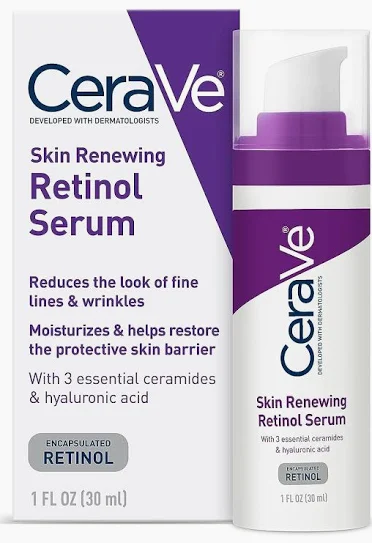 CeraVe®
DEVELOPED WITH DERMATOLOGISTS
Skin Renewing
Retinol
Serum
Reduces the look of fine
lines & wrinkles
Moisturizes & helps restore
the protective skin barrier
With 3 essential ceramides
& hyaluronic acid
ENCAPSULATED
RETINOL
1 FL OZ (30 ml)
CeraVe®
DEVELOPED WITH DERMATOLOGISTS
Skin Renewing
Retinol Serum
With 3 essential ceramides
& hyaluronic acid
ENCAPSULATED
RETINOL
1 FL OZ (30 ml)